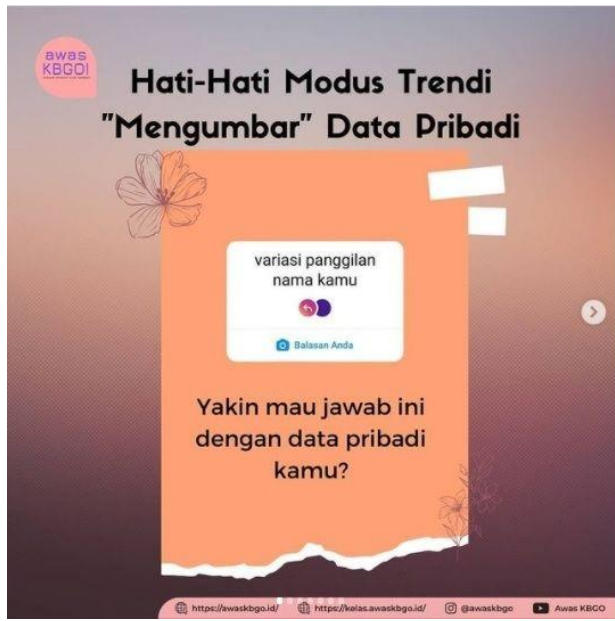 awas
KBGO!
Hati-Hati Modus Trendi
"Mengumbar" Data Pribadi
variasi panggilan
nama kamu
Balasan Anda
Yakin mau jawab ini
dengan data pribadi
kamu?
https://awaskbgo.id/ https://kelas.awaskbgo.id/ @awaskbgo Awas KBGO